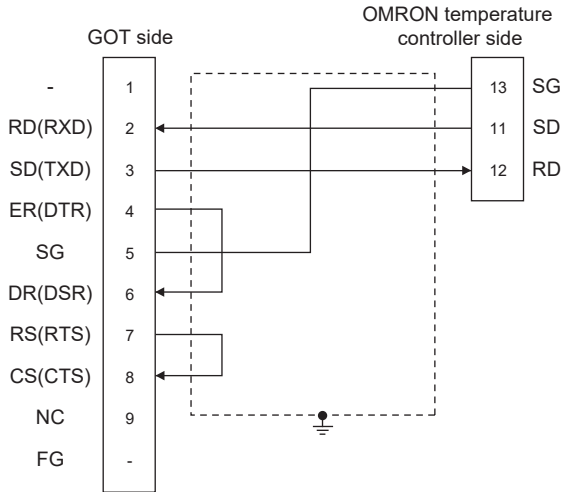 OMRON temperature
controller side
GOT side
- 1
RD(RXD) 2
SD(TXD) 3
ER(DTR) 4
SG 5
DR(DSR) 6
RS(RTS) 7
CS(CTS) 8
NC 9
FG -
13 SG
11 SD
12 RD